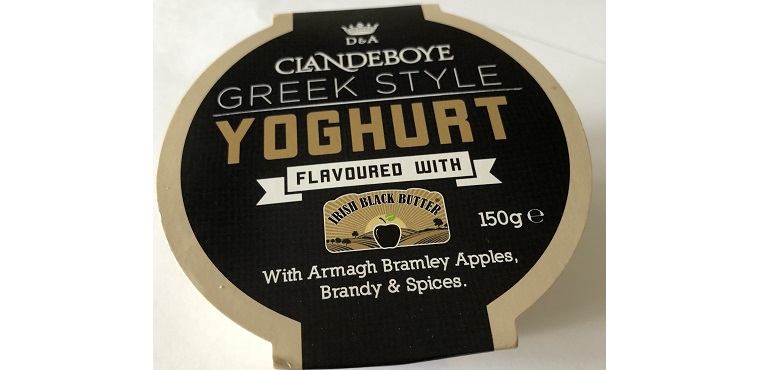 D&A
CLANDEBOYE
GREEK STYLE
YOGHURT
FLAVOURED WITH
IRISH BLACK BUTTER
150g ℮
With Armagh Bramley Apples,
Brandy & Spices.